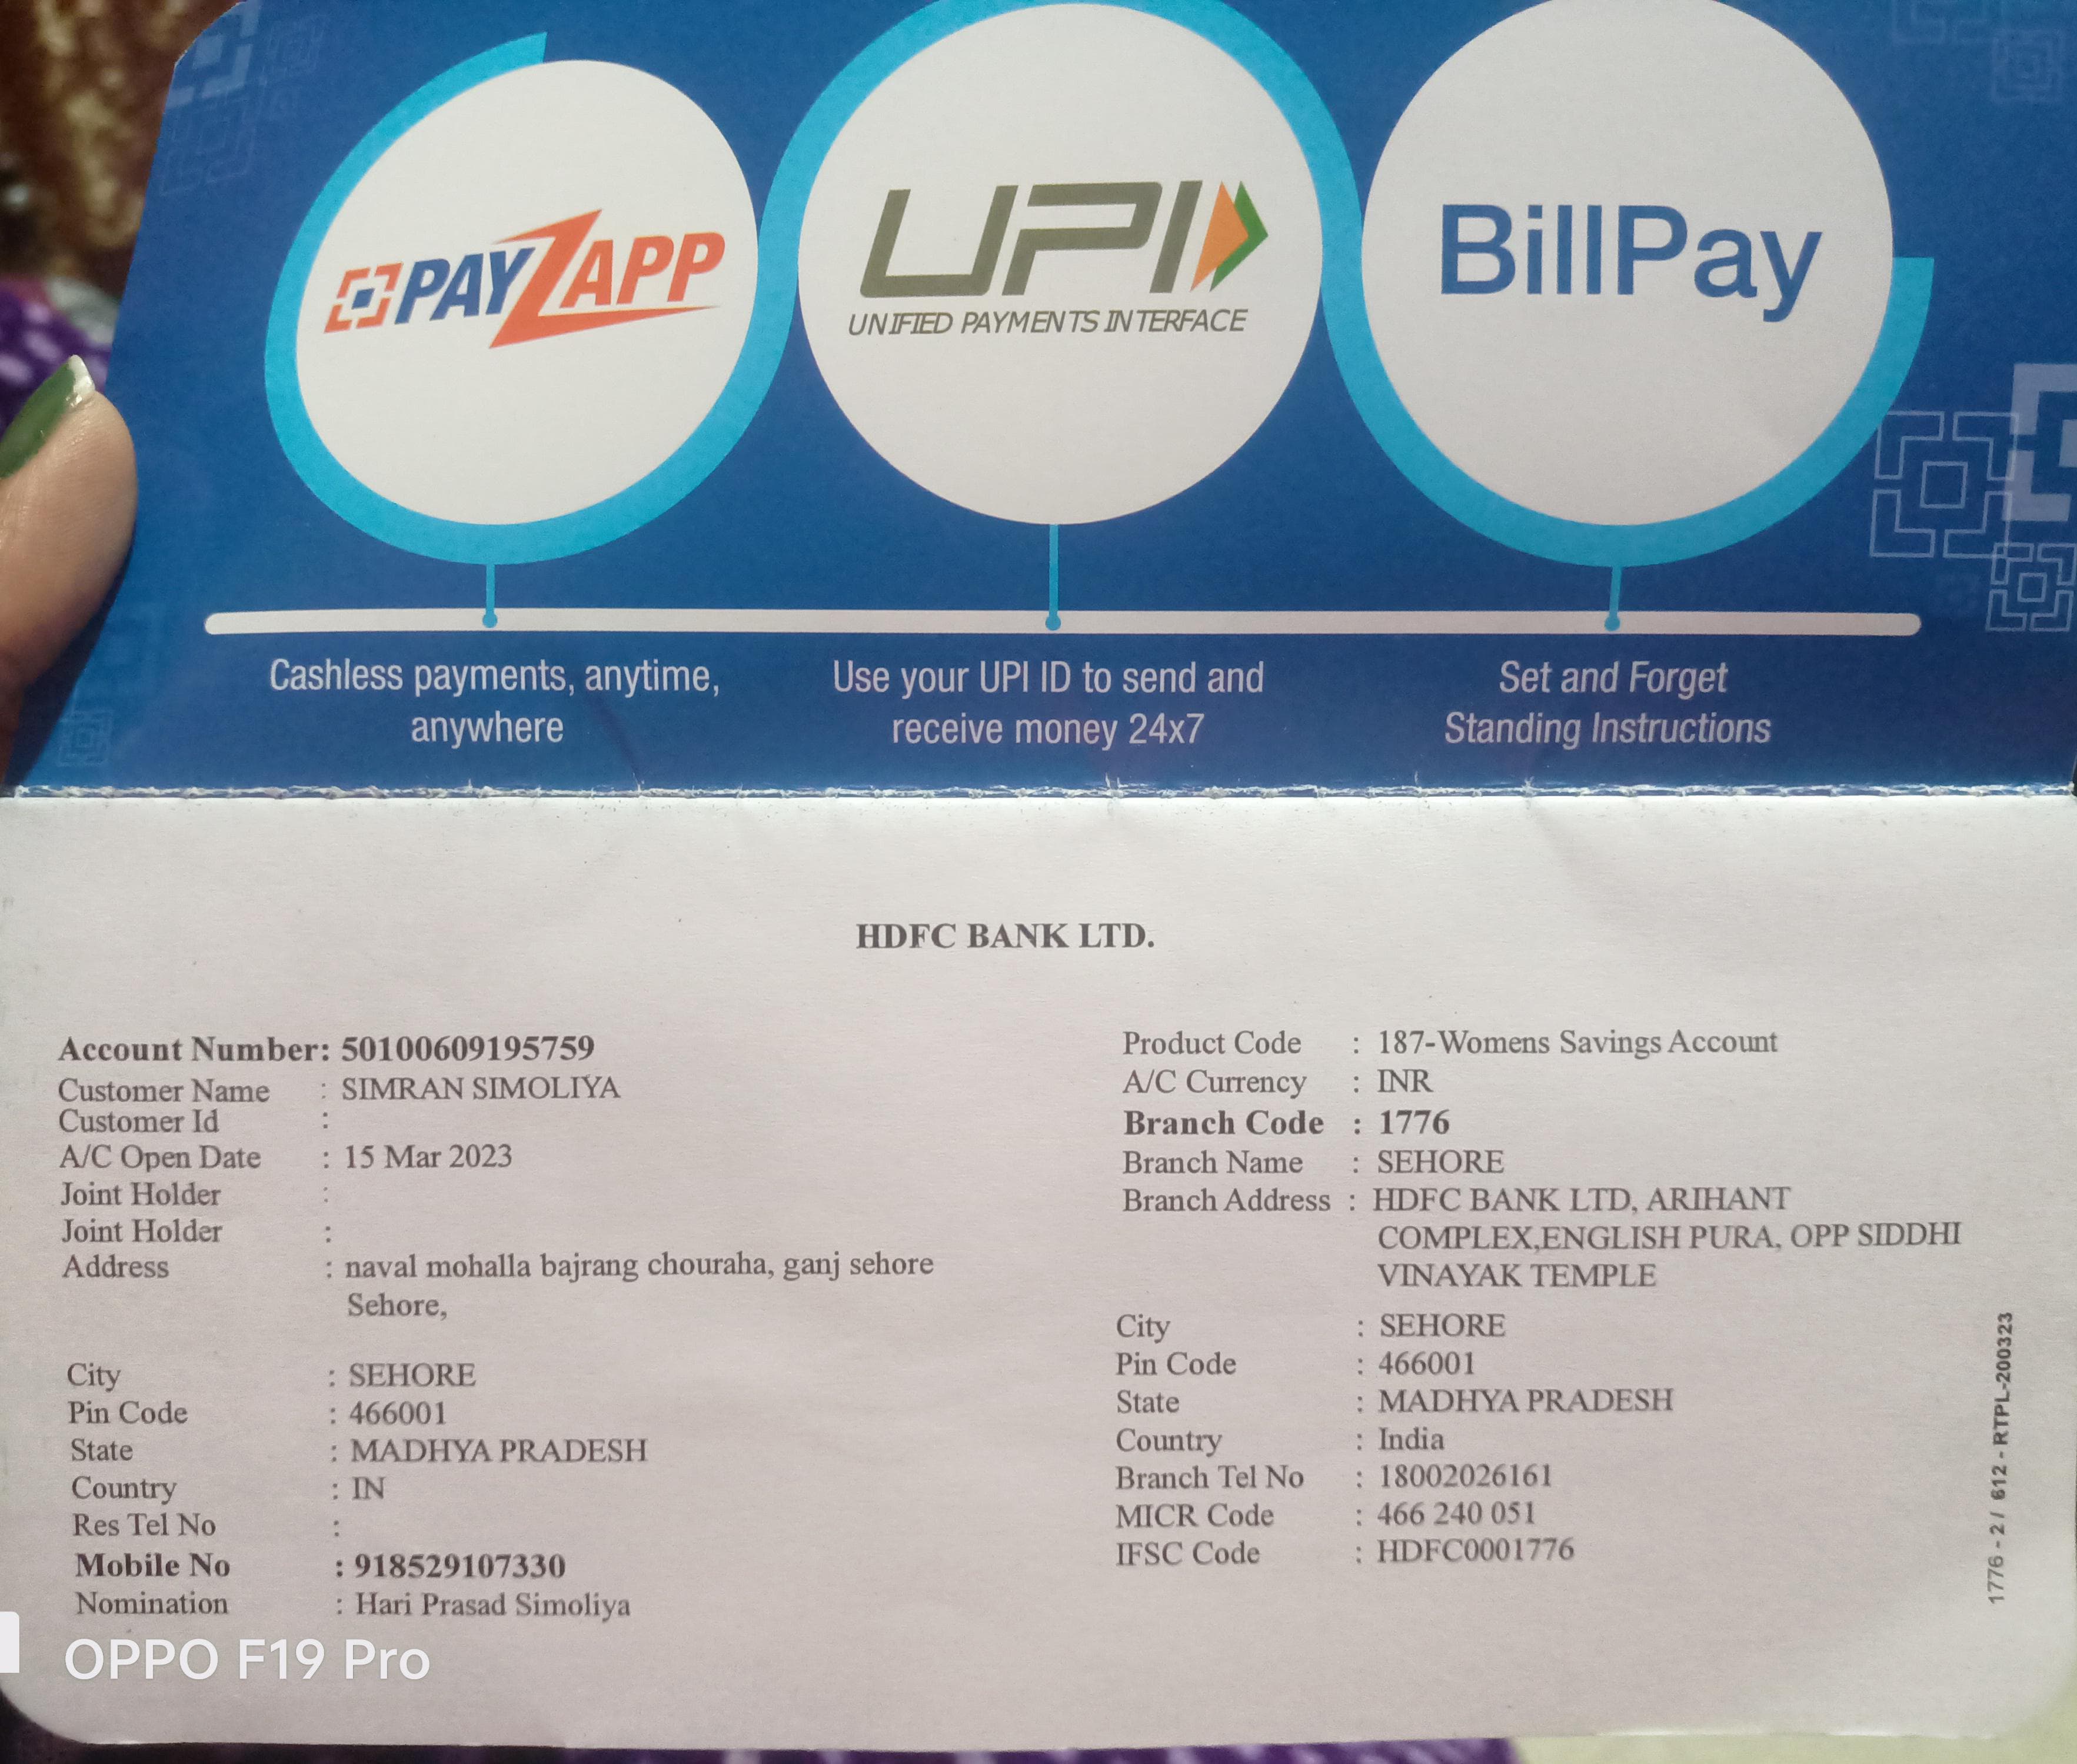 PAYZAPP
UPI
UNIFIED PAYMENTS INTERFACE
BillPay
Cashless payments, anytime,
anywhere
Use your UPI ID to send and
receive money 24x7
Set and Forget
Standing Instructions
HDFC BANK LTD.
Account Number: 50100609195759
Customer Name : SIMRAN SIMOLIYA
Customer Id :
A/C Open Date : 15 Mar 2023
Joint Holder :
Joint Holder :
Address : naval mohalla bajrang chouraha, ganj sehore
Sehore,
City : SEHORE
Pin Code : 466001
State : MADHYA PRADESH
Country : IN
Res Tel No :
Mobile No : 918529107330
Nomination : Hari Prasad Simoliya
Product Code : 187-Womens Savings Account
A/C Currency : INR
Branch Code : 1776
Branch Name : SEHORE
Branch Address : HDFC BANK LTD, ARIHANT
COMPLEX,ENGLISH PURA, OPP SIDDHI
VINAYAK TEMPLE
City : SEHORE
Pin Code : 466001
State : MADHYA PRADESH
Country : India
Branch Tel No : 18002026161
MICR Code : 466 240 051
IFSC Code : HDFC0001776
1776 - 2 / 612 - RTPL-200323
OPPO F19 Pro